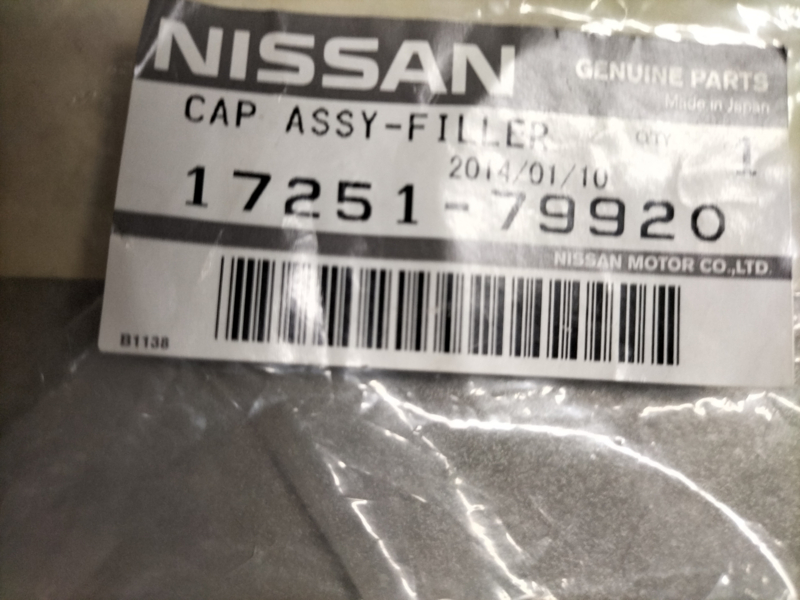 NISSAN
GENUINE PARTS
Made in Japan
CAP ASSY-FILLER
QTY 1
2014/01/10
17251-79920
NISSAN MOTOR CO.,LTD.
B1138